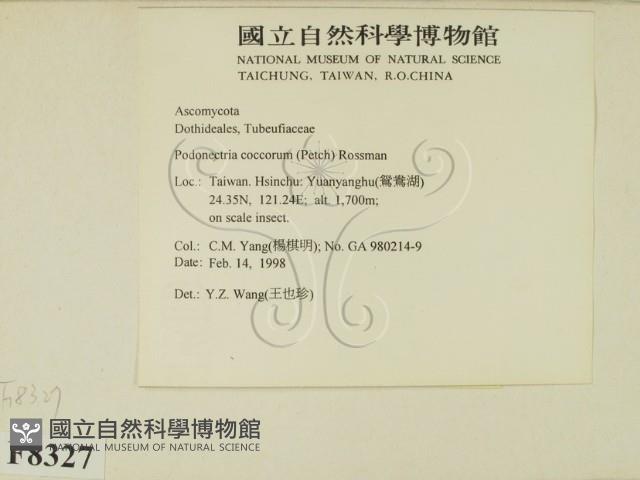 國立自然科學博物館
NATIONAL MUSEUM OF NATURAL SCIENCE
TAICHUNG, TAIWAN, R.O.CHINA
Ascomycota
Dothideales, Tubeufiaceae
Podonectria coccorum (Petch) Rossman
Loc.: Taiwan. Hsinchu: Yuanyanghu(鴛鴦湖)
24.35N, 121.24E; alt. 1,700m;
on scale insect.
Col.: C.M. Yang(楊棋明); No. GA 980214-9
Date: Feb. 14, 1998
Det.: Y.Z. Wang(王也珍)
F8327
國立自然科學博物館
NATIONAL MUSEUM OF NATURAL SCIENCE
F8327